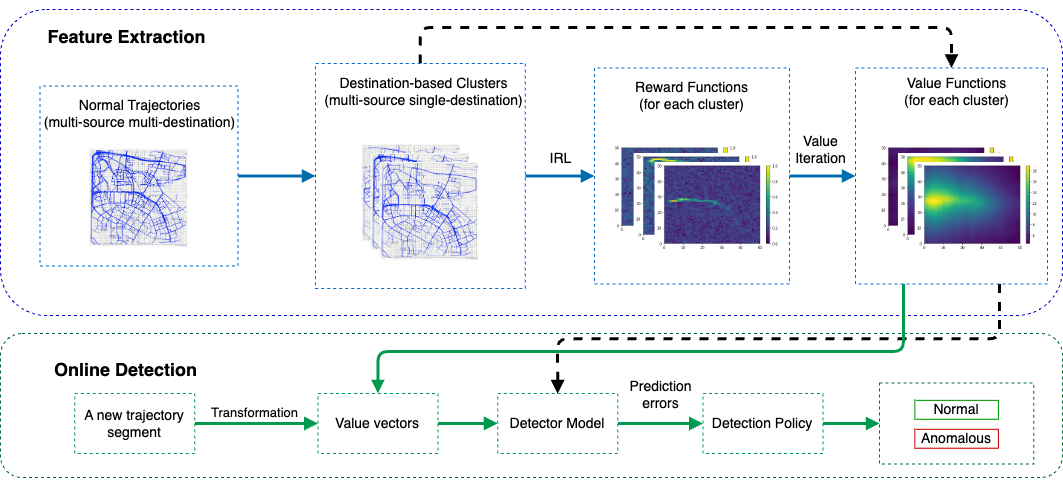 Feature Extraction
Normal Trajectories
(multi-source multi-destination)
Destination-based Clusters
(multi-source single-destination)
IRL
Reward Functions
(for each cluster)
Value
Iteration
Value Functions
(for each cluster)
Online Detection
A new trajectory
segment
Transformation
Value vectors
Detector Model
Prediction
errors
Detection Policy
Normal
Anomalous